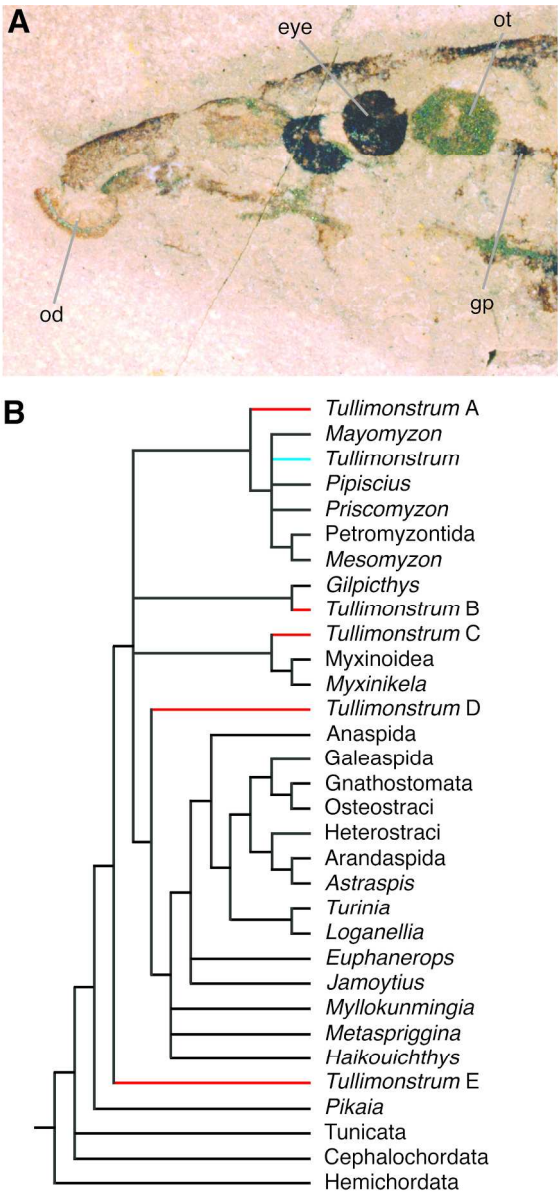 A
eye
ot
od
gp
B
Tullimonstrum A
Mayomyzon
Tullimonstrum
Pipiscius
Priscomyzon
Petromyzontida
Mesomyzon
Gilpicthys
Tullimonstrum B
Tullimonstrum C
Myxinoidea
Myxinikela
Tullimonstrum D
Anaspida
Galeaspida
Gnathostomata
Osteostraci
Heterostraci
Arandaspida
Astraspis
Turinia
Loganellia
Euphanerops
Jamoytius
Myllokunmingia
Metaspriggina
Haikouichthys
Tullimonstrum E
Pikaia
Tunicata
Cephalochordata
Hemichordata